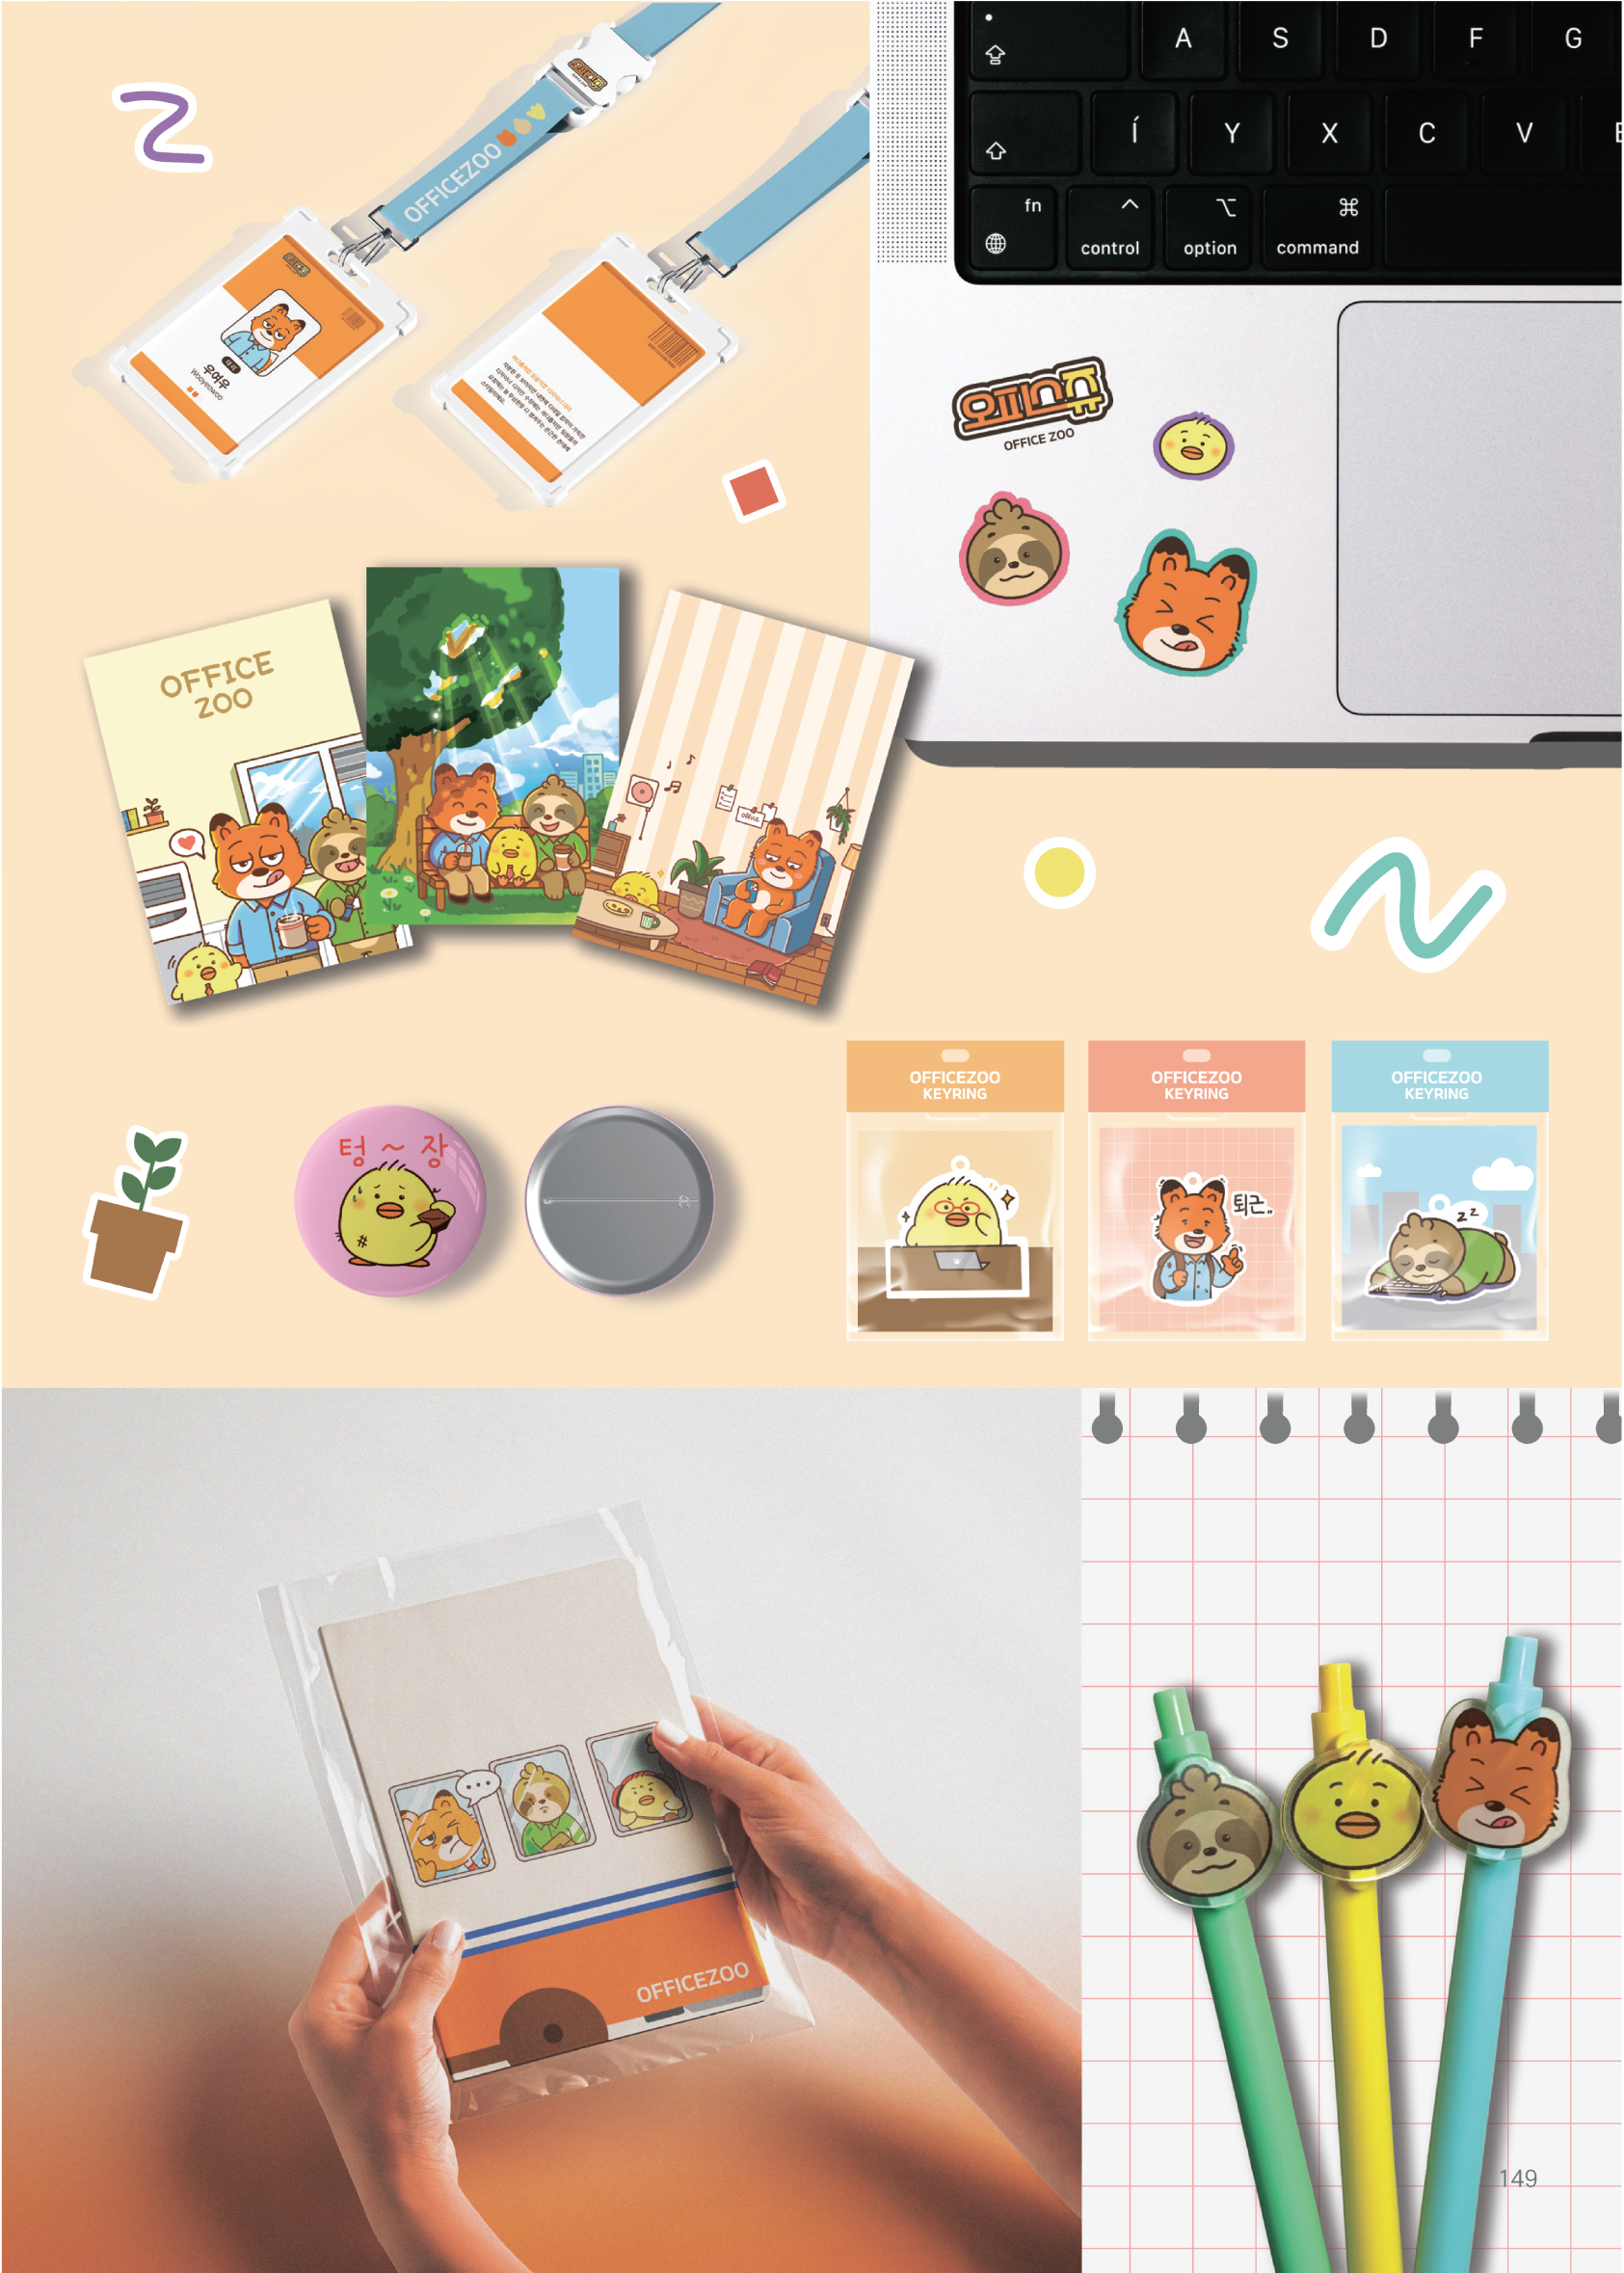 OFFICEZOO
우여우
Wooyeowoo
A S D F G
Í Y X C V
fn
control
option
command
오피스쥬
OFFICE ZOO
OFFICE
ZOO
OFFICE
텅 ~ 장
OFFICEZOO
KEYRING
OFFICEZOO
KEYRING
퇴근..
OFFICEZOO
KEYRING
z z
OFFICEZOO
149